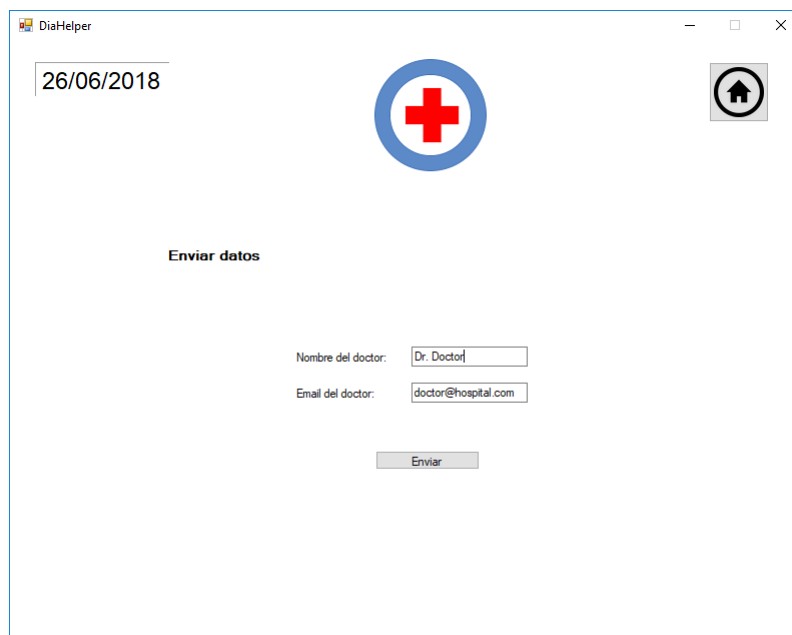 DiaHelper
26/06/2018
Enviar datos
Nombre del doctor: Dr. Doctor
Email del doctor: doctor@hospital.com
Enviar